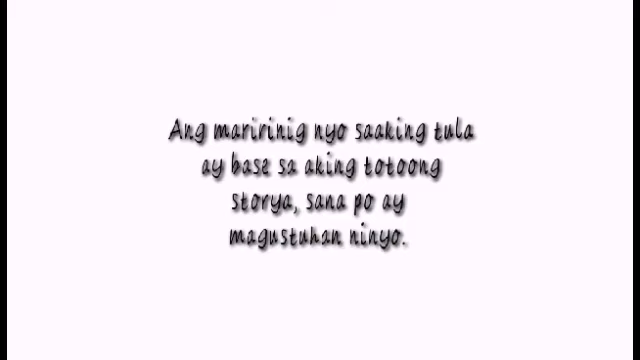 Ang maririnig nyo saaking tula
ay base sa aking totoong
storya, sana po ay
magustuhan ninyo.